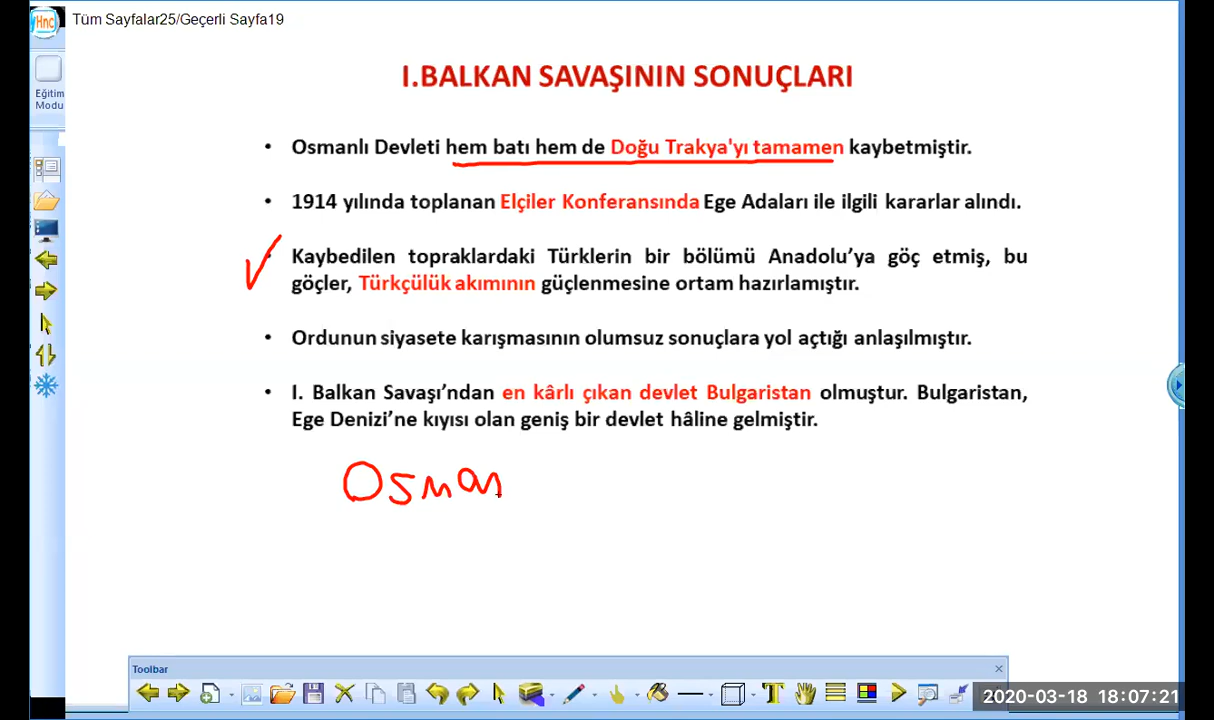 Hnc
Tüm Sayfalar25/Geçerli Sayfa19
Eğitim
Modu
I.BALKAN SAVAŞININ SONUÇLARI
• Osmanlı Devleti hem batı hem de Doğu Trakya'yı tamamen kaybetmiştir.
• 1914 yılında toplanan Elçiler Konferansında Ege Adaları ile ilgili kararlar alındı.
• Kaybedilen topraklardaki Türklerin bir bölümü Anadolu’ya göç etmiş, bu
göçler, Türkçülük akımının güçlenmesine ortam hazırlamıştır.
• Ordunun siyasete karışmasının olumsuz sonuçlara yol açtığı anlaşılmıştır.
• I. Balkan Savaşı’ndan en kârlı çıkan devlet Bulgaristan olmuştur. Bulgaristan,
Ege Denizi’ne kıyısı olan geniş bir devlet hâline gelmiştir.
Osman
Toolbar
2020-03-18 18:07:21